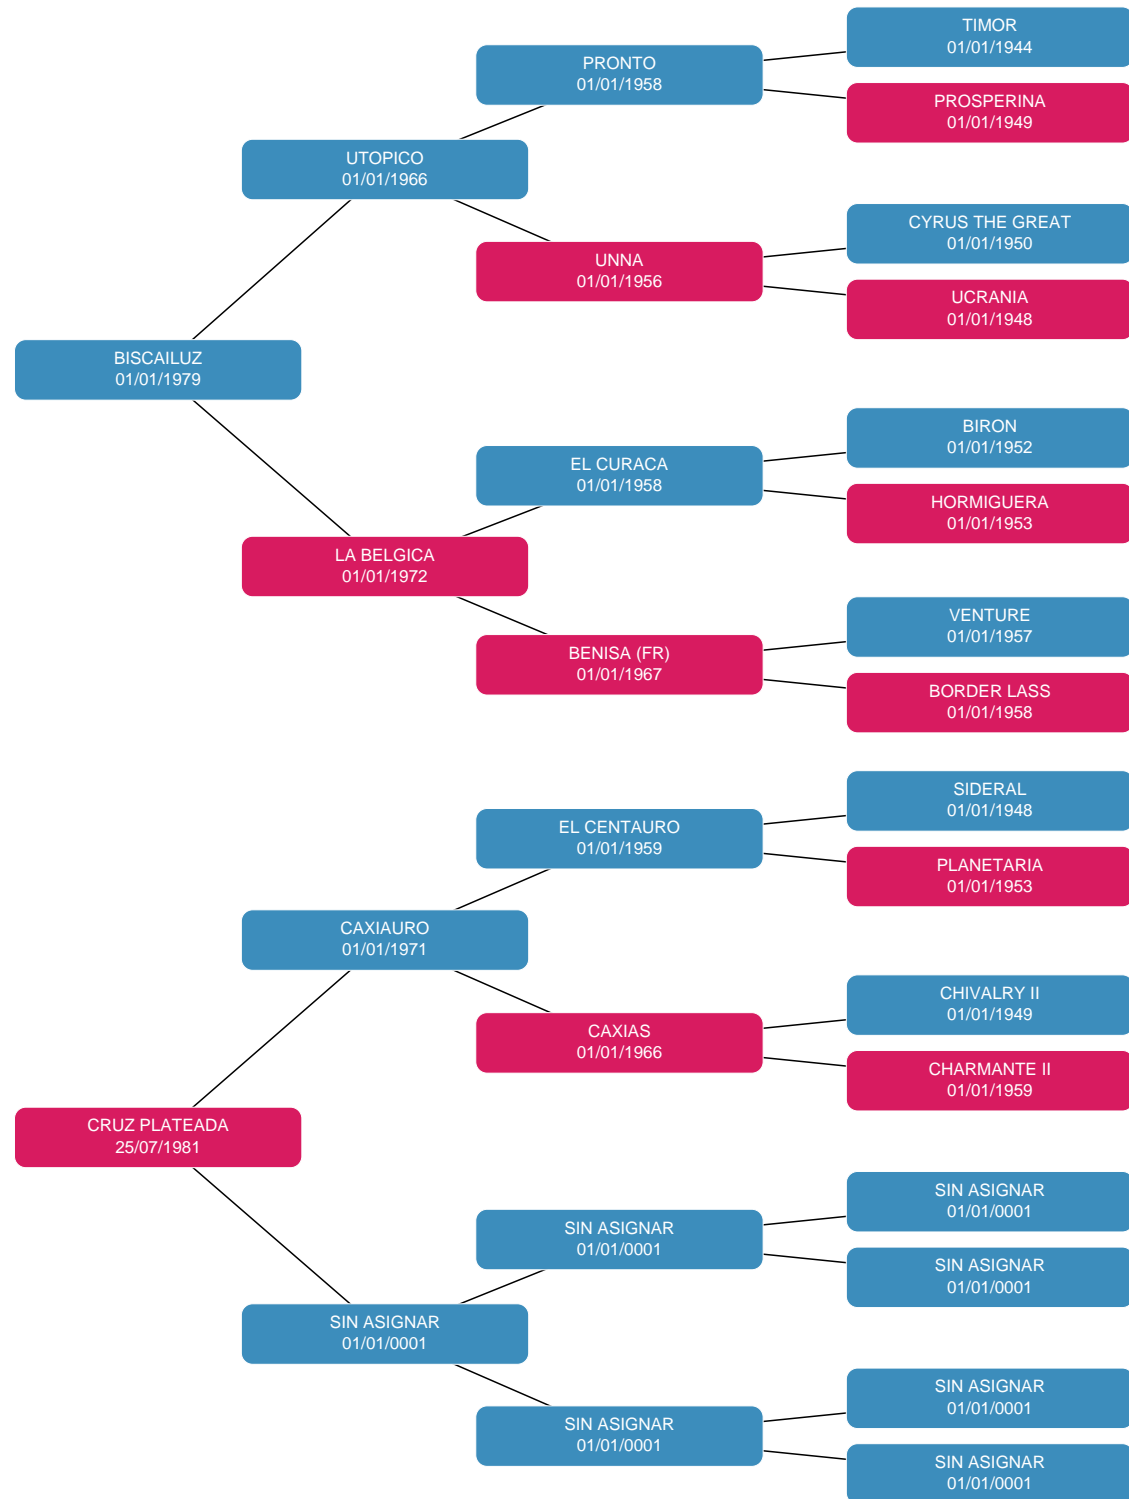 TIMOR
01/01/1944
PRONTO
01/01/1958
PROSPERINA
01/01/1949
UTOPICO
01/01/1966
CYRUS THE GREAT
01/01/1950
UNNA
01/01/1956
UCRANIA
01/01/1948
BISCAILUZ
01/01/1979
BIRON
01/01/1952
EL CURACA
01/01/1958
HORMIGUERA
01/01/1953
LA BELGICA
01/01/1972
VENTURE
01/01/1957
BENISA (FR)
01/01/1967
BORDER LASS
01/01/1958
SIDERAL
01/01/1948
EL CENTAURO
01/01/1959
PLANETARIA
01/01/1953
CAXIAURO
01/01/1971
CHIVALRY II
01/01/1949
CAXIAS
01/01/1966
CHARMANTE II
01/01/1959
CRUZ PLATEADA
25/07/1981
SIN ASIGNAR
01/01/0001
SIN ASIGNAR
01/01/0001
SIN ASIGNAR
01/01/0001
SIN ASIGNAR
01/01/0001
SIN ASIGNAR
01/01/0001
SIN ASIGNAR
01/01/0001
SIN ASIGNAR
01/01/0001